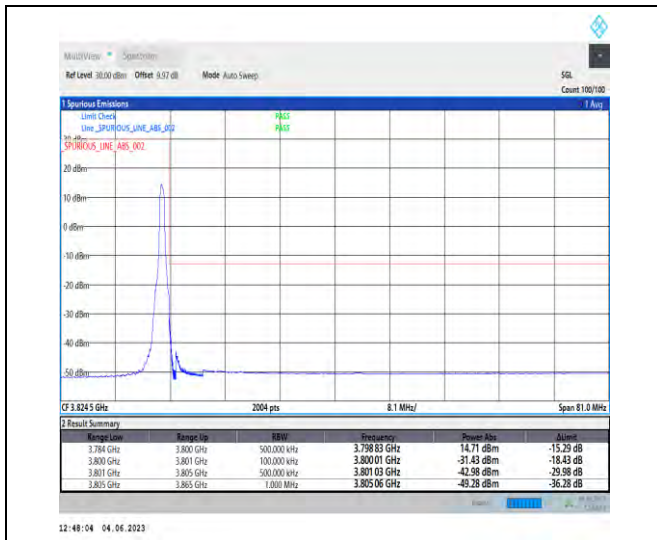 MultiView Spectrum
Ref Level 30.00 dBm Offset 9.97 dB Mode Auto Sweep SGL
Count 100/100
1 Spurious Emissions 1 Avg
Limit Check PASS
Line _SPURIOUS_LINE_ABS_002 PASS
_SPURIOUS_LINE_ABS_002
20 dBm
10 dBm
0 dBm
-10 dBm
-20 dBm
-30 dBm
-40 dBm
-50 dBm
CF 3.824 5 GHz 2004 pts 8.1 MHz/ Span 81.0 MHz
2 Result Summary
Range Low Range Up RBW Frequency Power Abs ΔLimit
3.784 GHz 3.800 GHz 500.000 kHz 3.798 83 GHz 14.71 dBm -15.29 dB
3.800 GHz 3.801 GHz 100.000 kHz 3.800 01 GHz -31.43 dBm -18.43 dB
3.801 GHz 3.805 GHz 500.000 kHz 3.801 03 GHz -42.98 dBm -29.98 dB
3.805 GHz 3.865 GHz 1.000 MHz 3.805 06 GHz -49.28 dBm -36.28 dB
12:48:04 04.06.2023